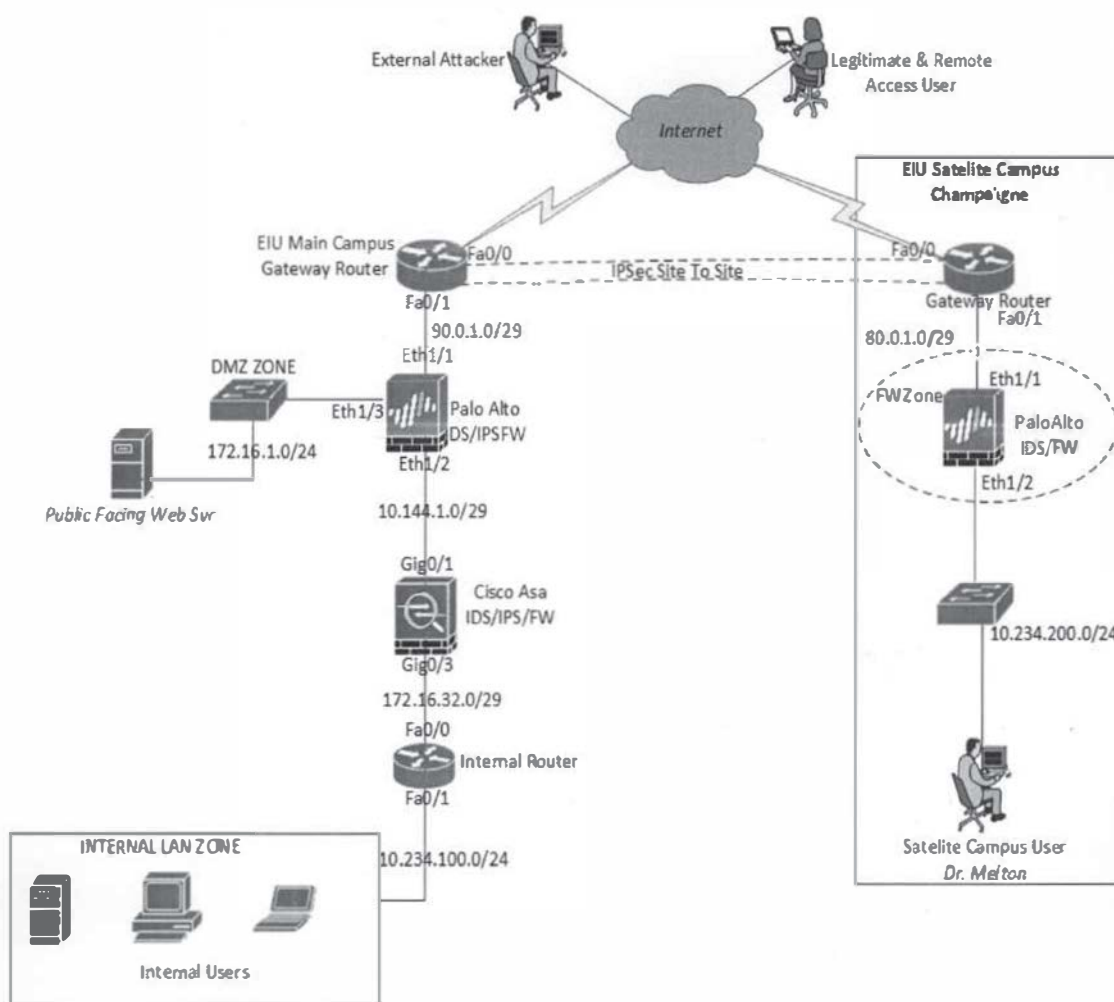 External Attacker
Legitimate & Remote
Access User
Internet
EIU Satelite Campus
Champaigne
EIU Main Campus
Gateway Router
Fa0/0
IPSec Site To Site
Fa0/0
Gateway Router
Fa0/1
Fa0/1
90.0.1.0/29
80.0.1.0/29
Eth1/1
DMZ ZONE
Eth1/3
Palo Alto
IDS/IPSFW
172.16.1.0/24
Eth1/2
Public Facing Web Svr
Eth1/1
FWZone
PaloAlto
IDS/FW
Eth1/2
10.144.1.0/29
Gig0/1
Cisco Asa
IDS/IPS/FW
Gig0/3
172.16.32.0/29
Fa0/0
Internal Router
Fa0/1
10.234.200.0/24
Satelite Campus User
Dr. Melton
INTERNAL LAN ZONE
10.234.100.0/24
Internal Users